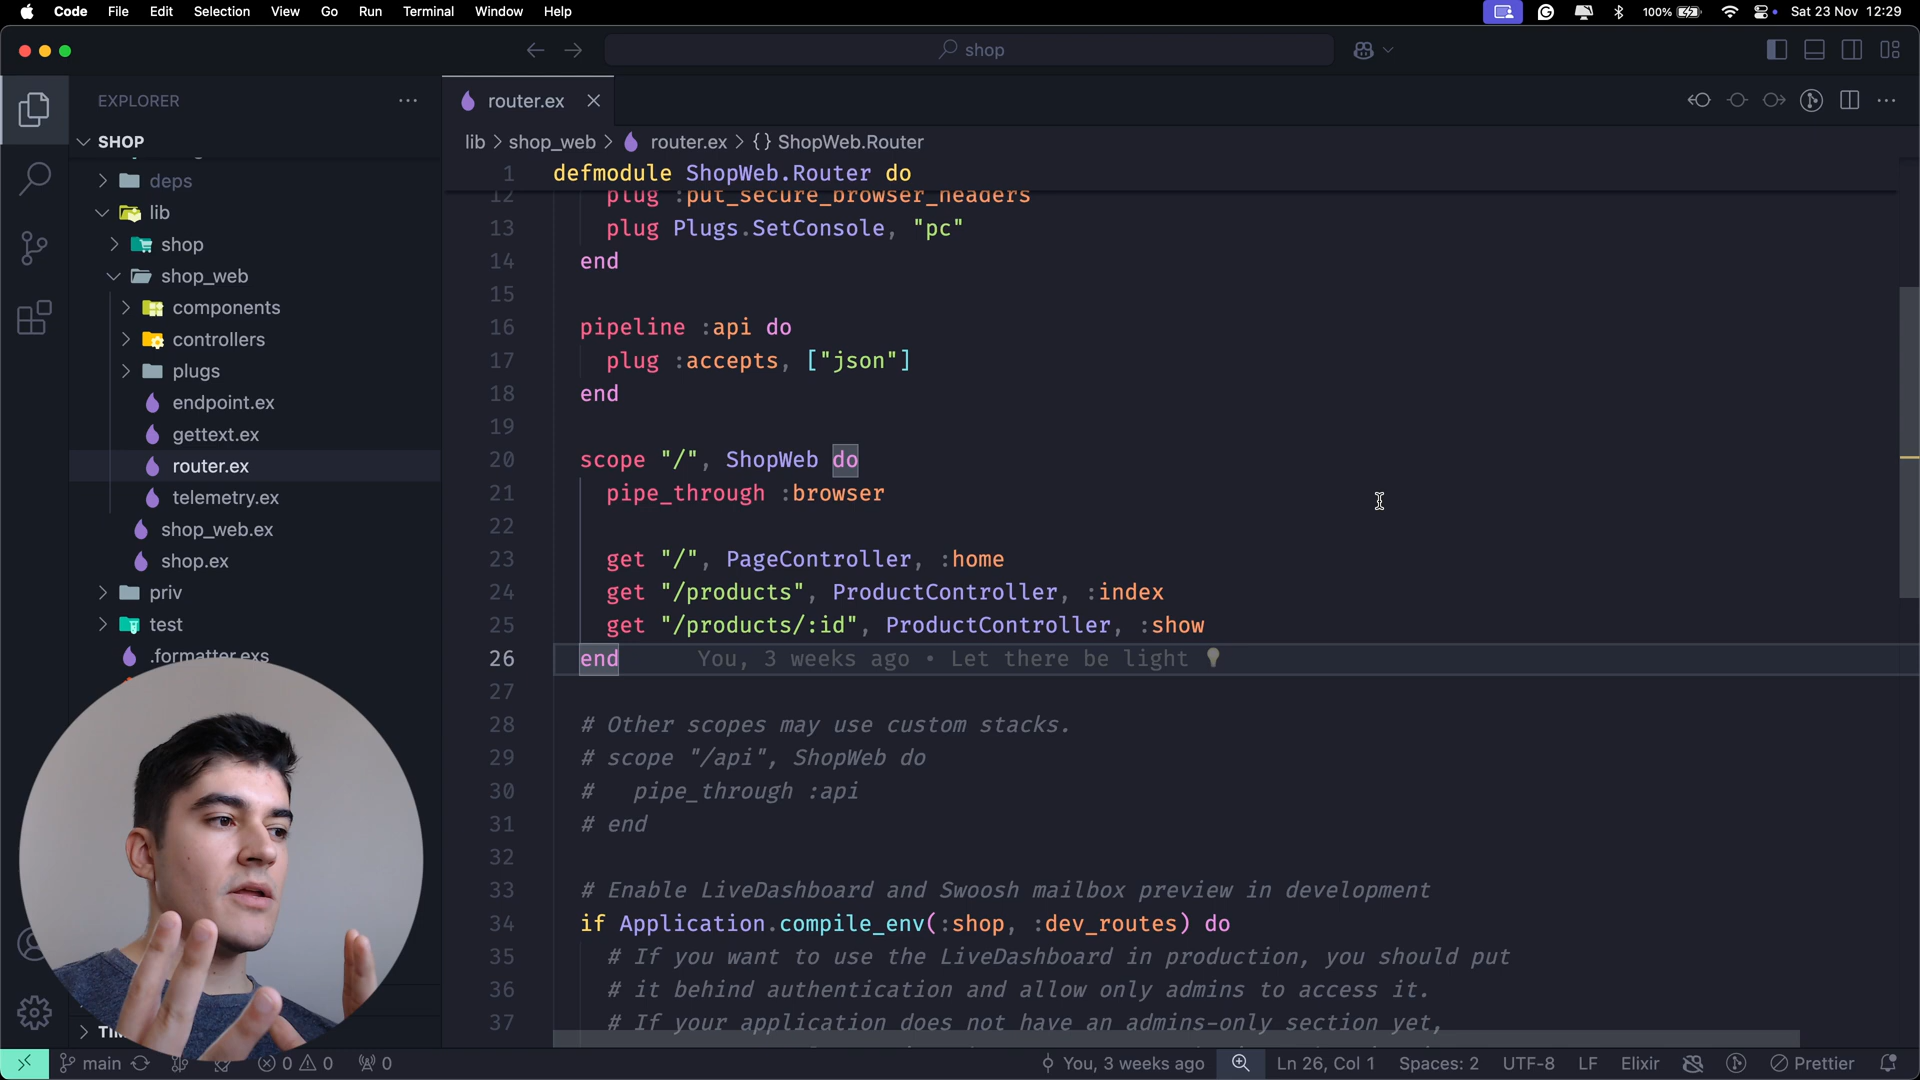 Code File Edit Selection View Go Run Terminal Window Help
100% Sat 23 Nov 12:29
shop
EXPLORER
SHOP
deps
lib
shop
shop_web
components
controllers
plugs
endpoint.ex
gettext.ex
router.ex
telemetry.ex
shop_web.ex
shop.ex
priv
test
.formatter.exs
router.ex
lib > shop_web > router.ex > {} ShopWeb.Router
1 defmodule ShopWeb.Router do
12 plug :put_secure_browser_headers
13 plug Plugs.SetConsole, "pc"
14 end
15
16 pipeline :api do
17 plug :accepts, ["json"]
18 end
19
20 scope "/", ShopWeb do
21 pipe_through :browser
22
23 get "/", PageController, :home
24 get "/products", ProductController, :index
25 get "/products/:id", ProductController, :show
26 end You, 3 weeks ago • Let there be light
27
28 # Other scopes may use custom stacks.
29 # scope "/api", ShopWeb do
30 # pipe_through :api
31 # end
32
33 # Enable LiveDashboard and Swoosh mailbox preview in development
34 if Application.compile_env(:shop, :dev_routes) do
35 # If you want to use the LiveDashboard in production, you should put
36 # it behind authentication and allow only admins to access it.
37 # If your application does not have an admins-only section yet,
main 0 0 0 You, 3 weeks ago Ln 26, Col 1 Spaces: 2 UTF-8 LF Elixir Prettier